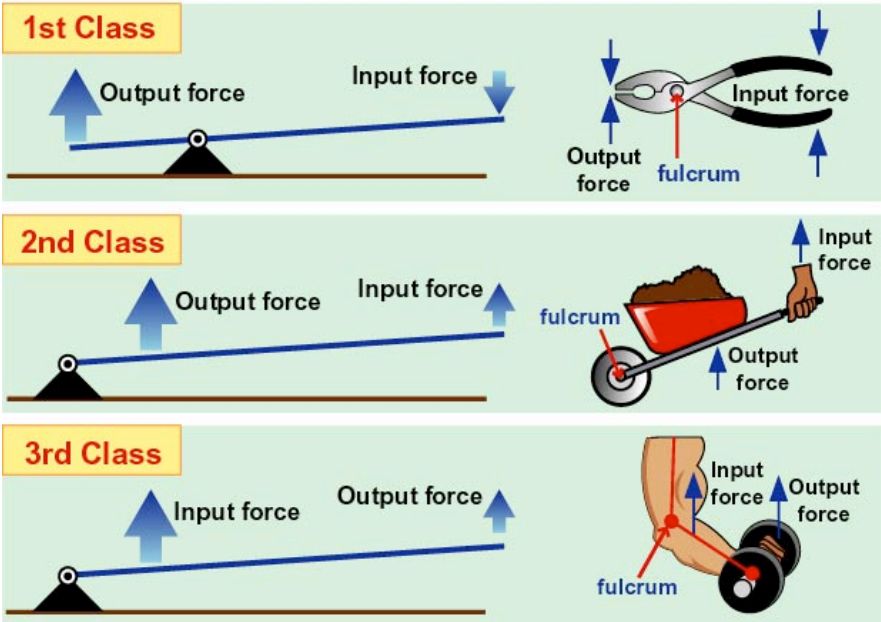 1st Class
Output force
Input force
Input force
Output
force
fulcrum
2nd Class
Output force
Input force
Input
force
fulcrum
Output
force
3rd Class
Input force
Output force
Input
force
Output
force
fulcrum